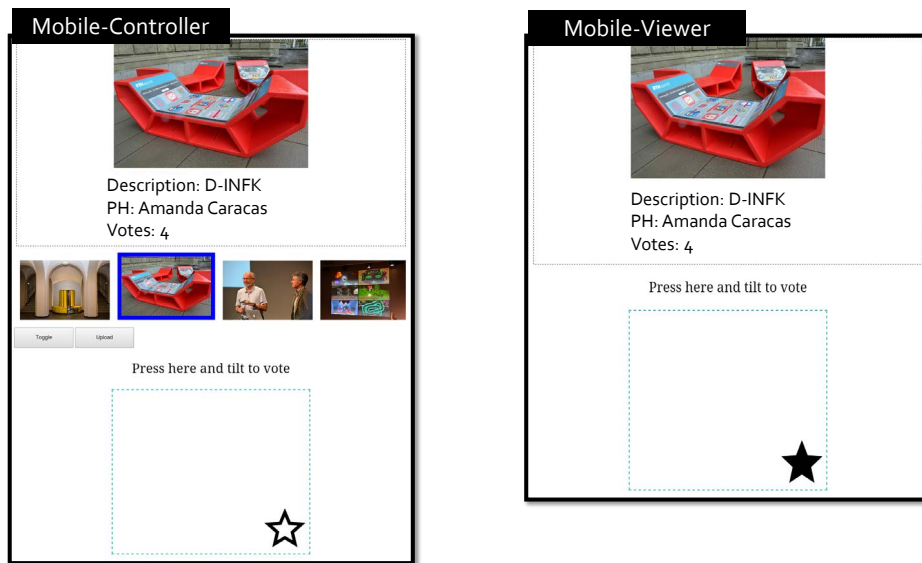 Mobile-Controller
Description: D-INFK
PH: Amanda Caracas
Votes: 4
Toggle
Upload
Press here and tilt to vote
Mobile-Viewer
Description: D-INFK
PH: Amanda Caracas
Votes: 4
Press here and tilt to vote